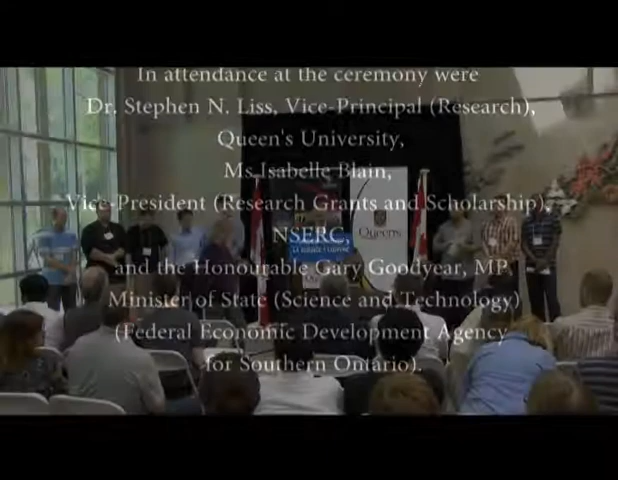 In attendance at the ceremony were
Dr. Stephen N. Liss, Vice-Principal (Research),
Queen's University,
Ms Isabelle Blain,
Vice-President (Research Grants and Scholarship),
NSERC,
and the Honourable Gary Goodyear, MP
Minister of State (Science and Technology)
(Federal Economic Development Agency
for Southern Ontario).
Queen's